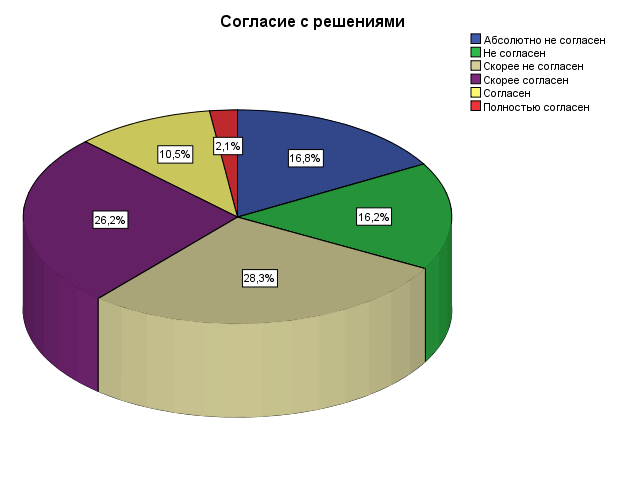 Согласие с решениями
Абсолютно не согласен
Не согласен
Скорее не согласен
Скорее согласен
Согласен
Полностью согласен
2,1%
10,5%
16,8%
26,2%
16,2%
28,3%